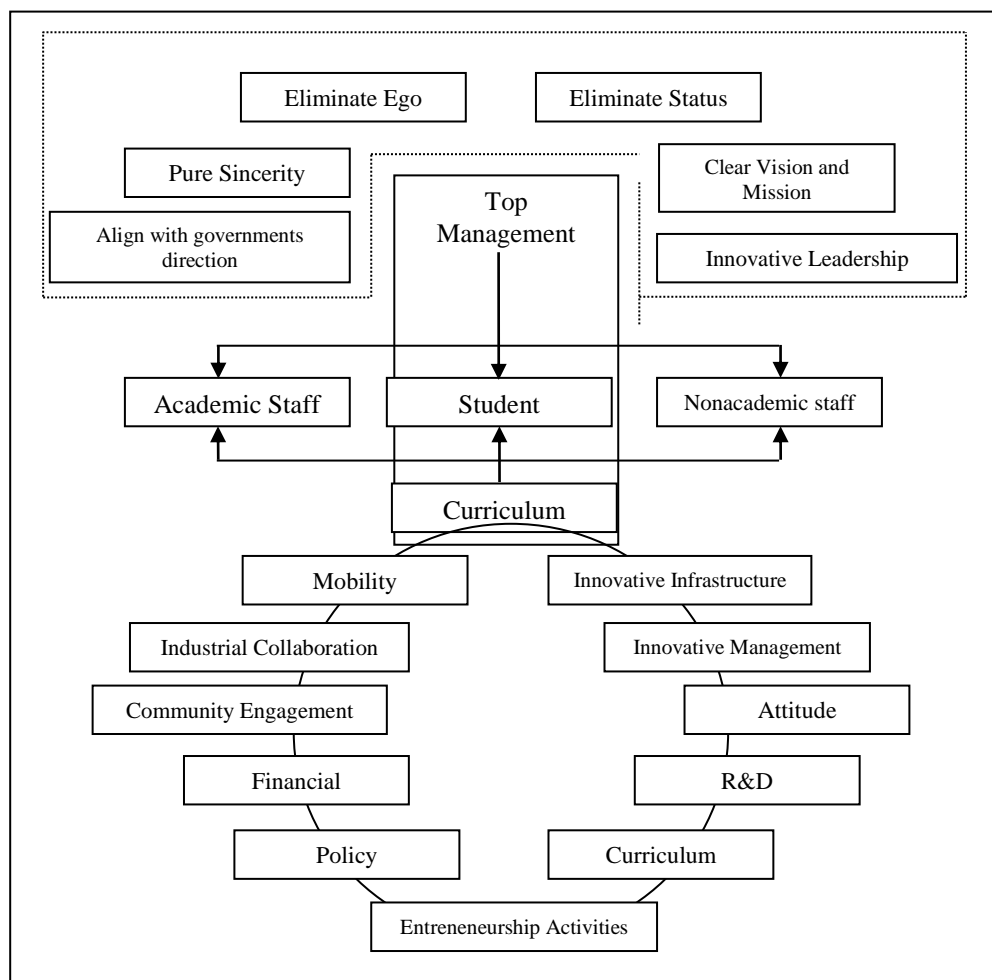 Eliminate Ego
Eliminate Status
Pure Sincerity
Clear Vision and
Mission
Align with governments
direction
Innovative Leadership
Top
Management
Academic Staff
Student
Nonacademic staff
Curriculum
Mobility
Innovative Infrastructure
Industrial Collaboration
Innovative Management
Community Engagement
Attitude
Financial
R&D
Policy
Curriculum
Entreneneurship Activities